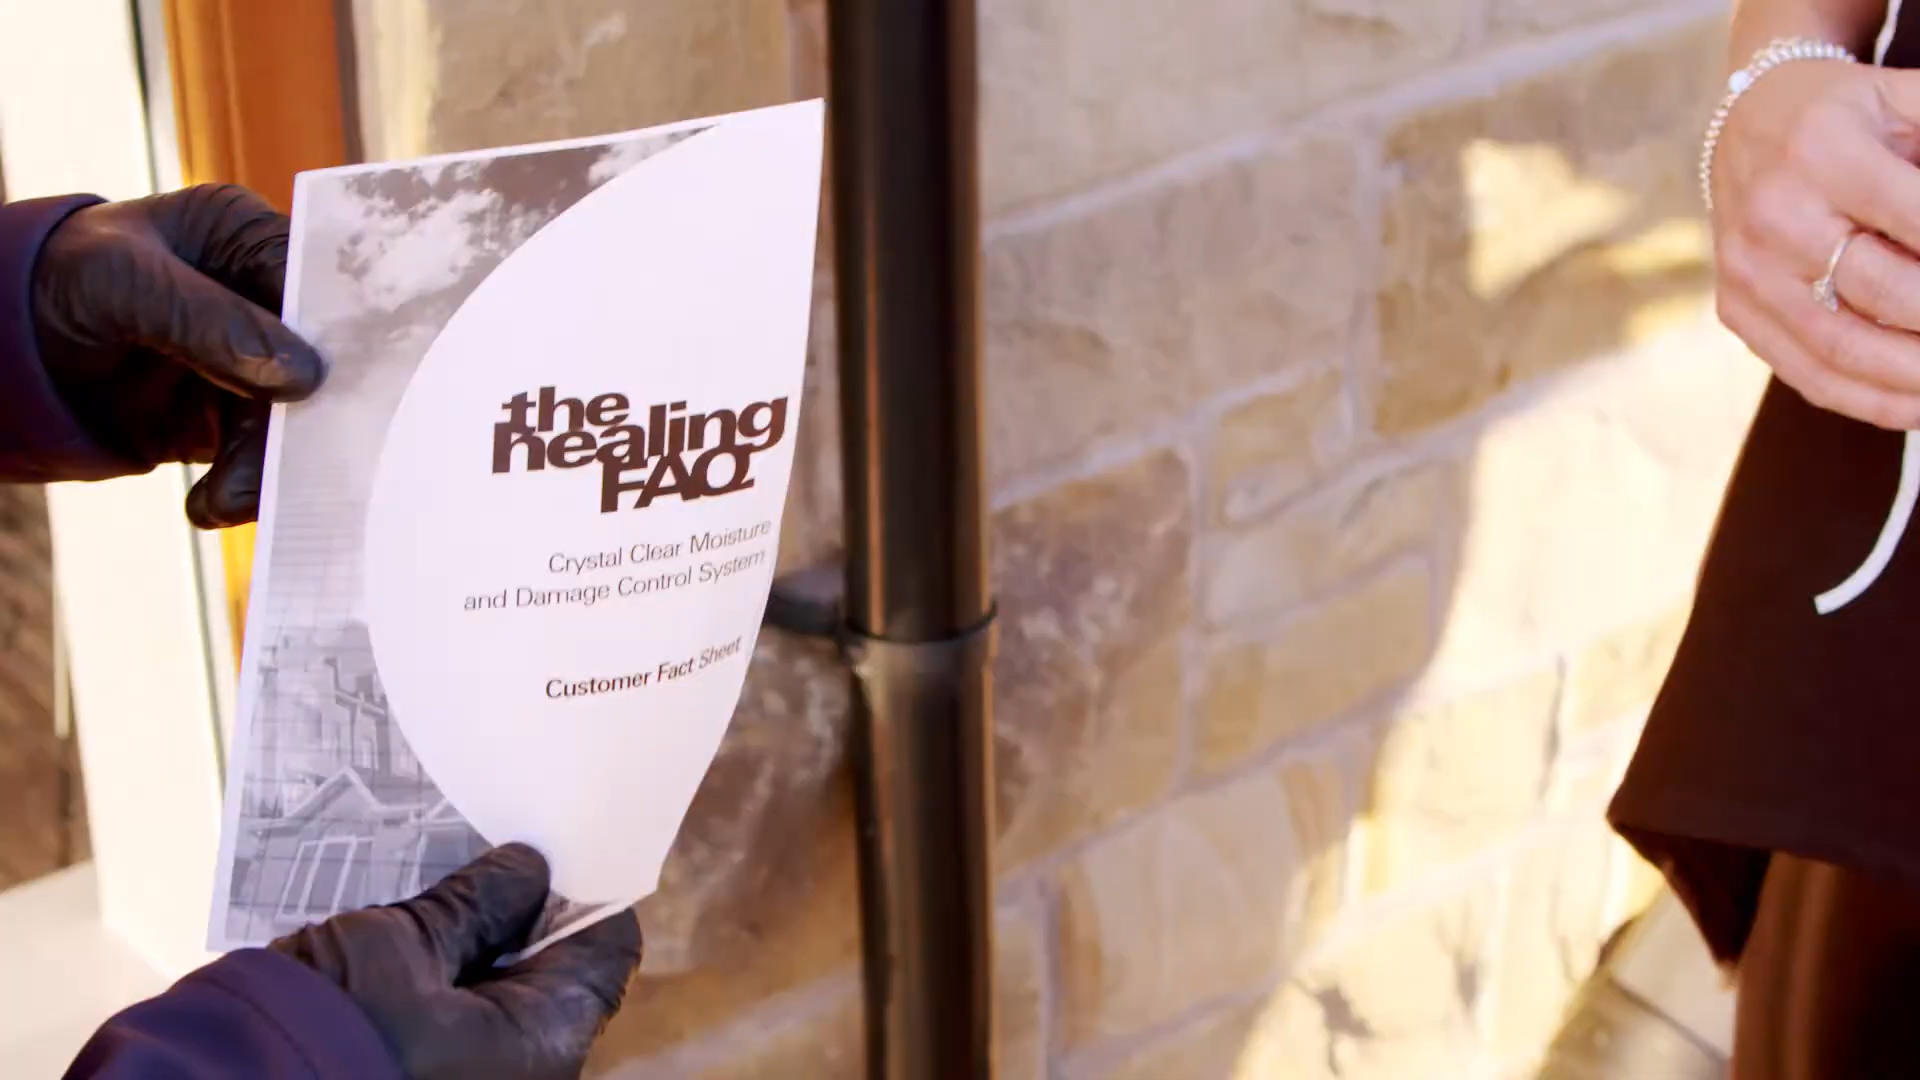 the
healing
FAQ
Crystal Clear Moisture
and Damage Control System
Customer Fact Sheet